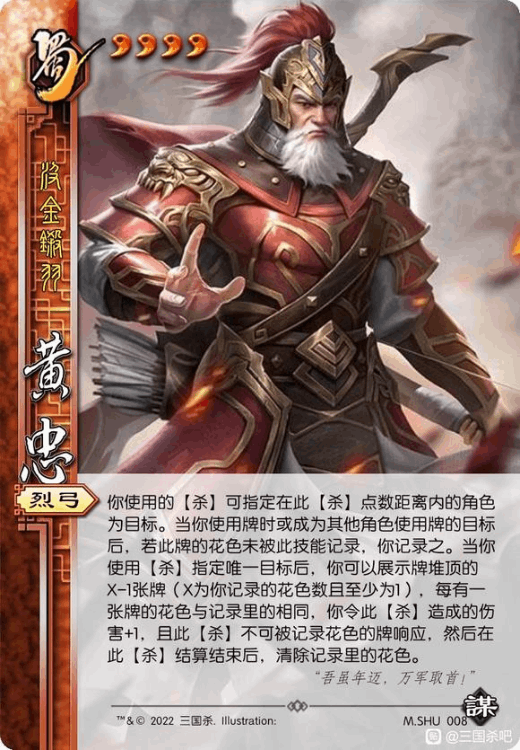 蜀
没金鎩羽
黄忠
烈弓
你使用的【杀】可指定在此【杀】点数距离内的角色
为目标。当你使用牌时或成为其他角色使用牌的目标
后，若此牌的花色未被此技能记录，你记录之。当你
使用【杀】指定唯一目标后，你可以展示牌堆顶的
X-1张牌（X为你记录的花色数且至少为1），每有一
张牌的花色与记录里的相同，你令此【杀】造成的伤
害+1，且此【杀】不可被记录花色的牌响应，然后在
此【杀】结算结束后，清除记录里的花色。
“吾虽年迈，万军取首！”
™&© 2022 三国杀. Illustration:
M.SHU 008
謀
@三国杀吧